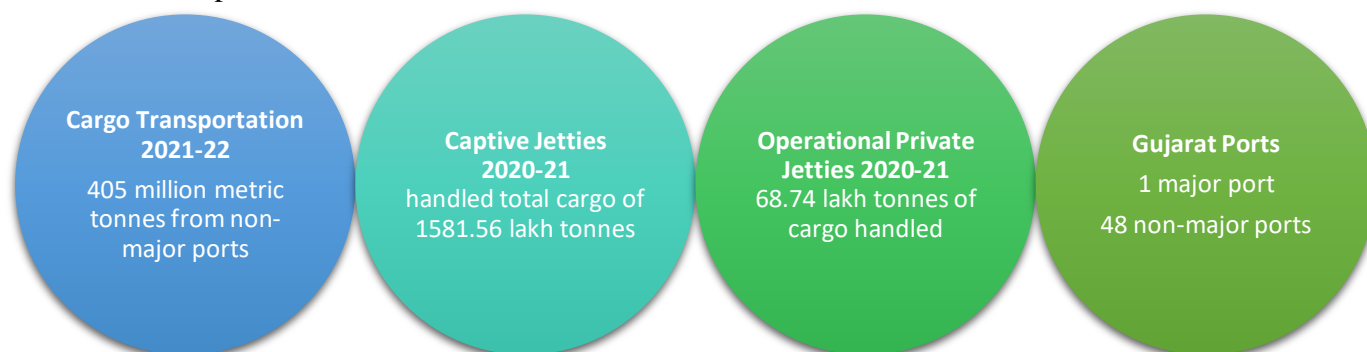 Cargo Transportation
2021-22
405 million metric
tonnes from non-
major ports
Captive Jetties
2020-21
handled total cargo of
1581.56 lakh tonnes
Operational Private
Jetties 2020-21
68.74 lakh tonnes of
cargo handled
Gujarat Ports
1 major port
48 non-major ports